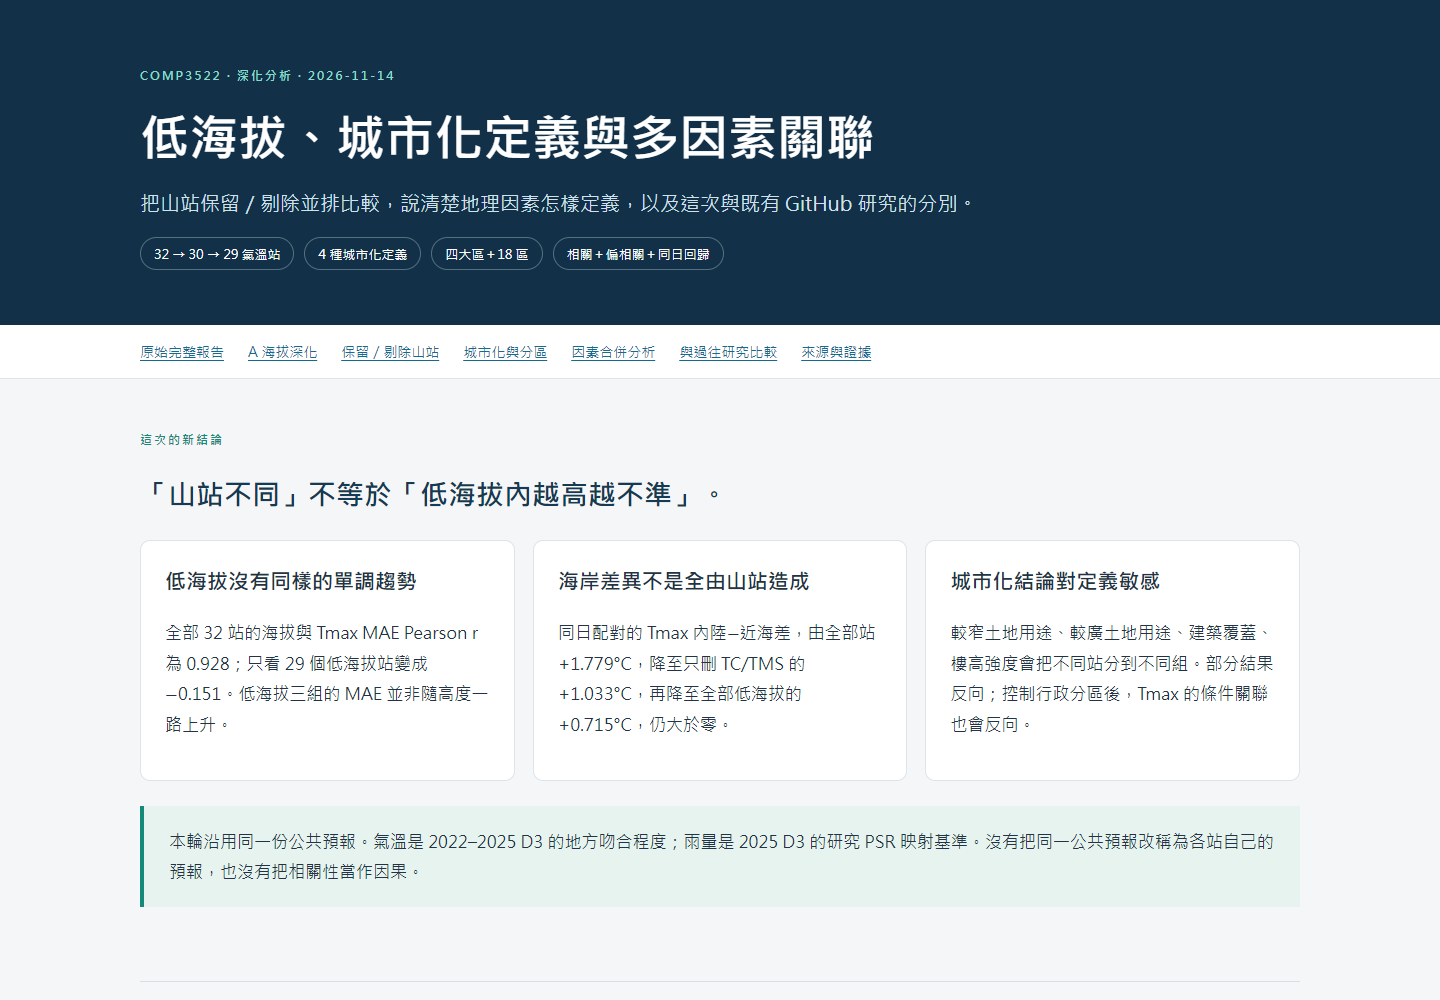 COMP3522 · 深化分析 · 2026-11-14
低海拔、城市化定義與多因素關聯
把山站保留 / 剔除並排比較，說清楚地理因素怎樣定義，以及這次與既有 GitHub 研究的分別。
32 → 30 → 29 氣溫站
4 種城市化定義
四大區＋18 區
相關＋偏相關＋同日回歸
原始完整報告
A 海拔深化
保留 / 剔除山站
城市化與分區
因素合併分析
與過往研究比較
來源與證據
這次的新結論
「山站不同」不等於「低海拔內越高越不準」。
低海拔沒有同樣的單調趨勢
全部 32 站的海拔與 Tmax MAE Pearson r
為 0.928；只看 29 個低海拔站變成
−0.151。低海拔三組的 MAE 並非隨高度一
路上升。
海岸差異不是全由山站造成
同日配對的 Tmax 內陸−近海差，由全部站
+1.779°C，降至只刪 TC/TMS 的
+1.033°C，再降至全部低海拔的
+0.715°C，仍大於零。
城市化結論對定義敏感
較窄土地用途、較廣土地用途、建築覆蓋、
樓高強度會把不同站分到不同組。部分結果
反向；控制行政分區後，Tmax 的條件關聯
也會反向。
本輪沿用同一份公共預報。氣溫是 2022–2025 D3 的地方吻合程度；雨量是 2025 D3 的研究 PSR 映射基準。沒有把同一公共預報改稱為各站自己的
預報，也沒有把相關性當作因果。